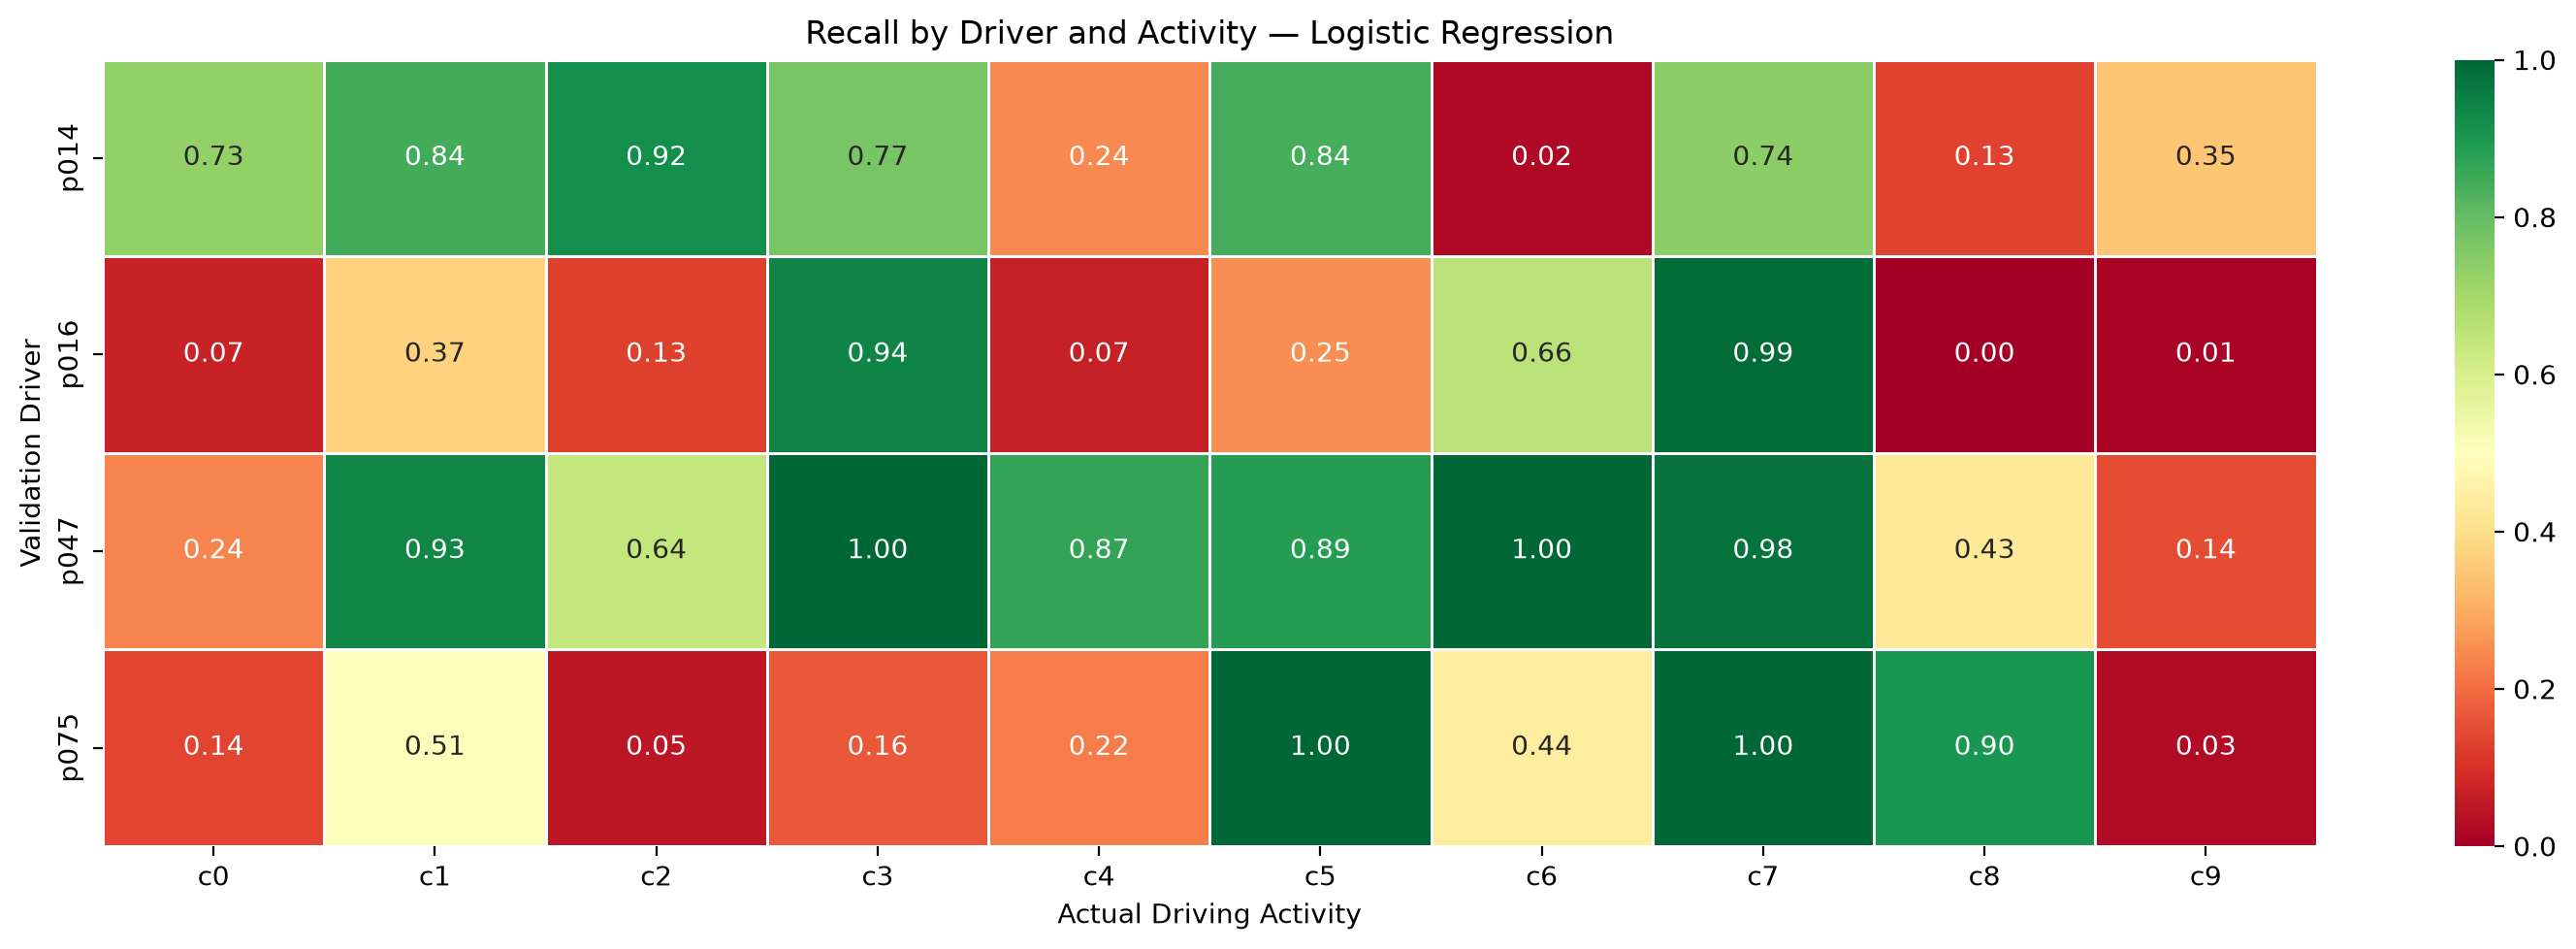 Recall by Driver and Activity — Logistic Regression
Validation Driver
p014 0.73 0.84 0.92 0.77 0.24 0.84 0.02 0.74 0.13 0.35
p016 0.07 0.37 0.13 0.94 0.07 0.25 0.66 0.99 0.00 0.01
p047 0.24 0.93 0.64 1.00 0.87 0.89 1.00 0.98 0.43 0.14
p075 0.14 0.51 0.05 0.16 0.22 1.00 0.44 1.00 0.90 0.03
c0 c1 c2 c3 c4 c5 c6 c7 c8 c9
Actual Driving Activity
1.0
0.8
0.6
0.4
0.2
0.0